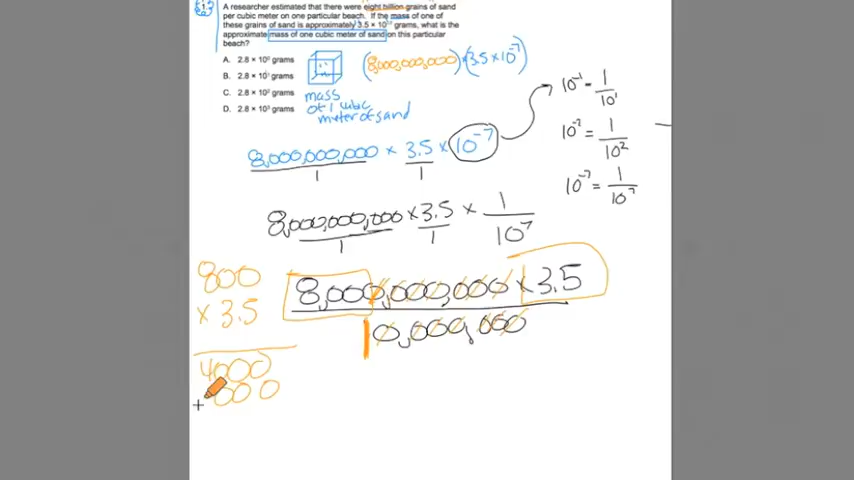 A researcher estimated that there were eight billion grains of sand
per cubic meter on one particular beach. If the mass of one of
these grains of sand is approximately 3.5 × 10⁻⁷ grams, what is the
approximate mass of one cubic meter of sand on this particular
beach?
A. 2.8 × 10⁰ grams
B. 2.8 × 10¹ grams
C. 2.8 × 10² grams
D. 2.8 × 10³ grams
(8,000,000,000) × (3.5 × 10⁻⁷)
mass
of 1 cubic
meter of sand
10⁻¹ = 1/10¹
10⁻² = 1/10²
10⁻⁷ = 1/10⁷
8,000,000,000/1 × 3.5/1 × 10⁻⁷
8,000,000,000/1 × 3.5/1 × 1/10⁷
8,000,000,000 × 3.5
10,000,000
800
× 3.5
4000
+ 000